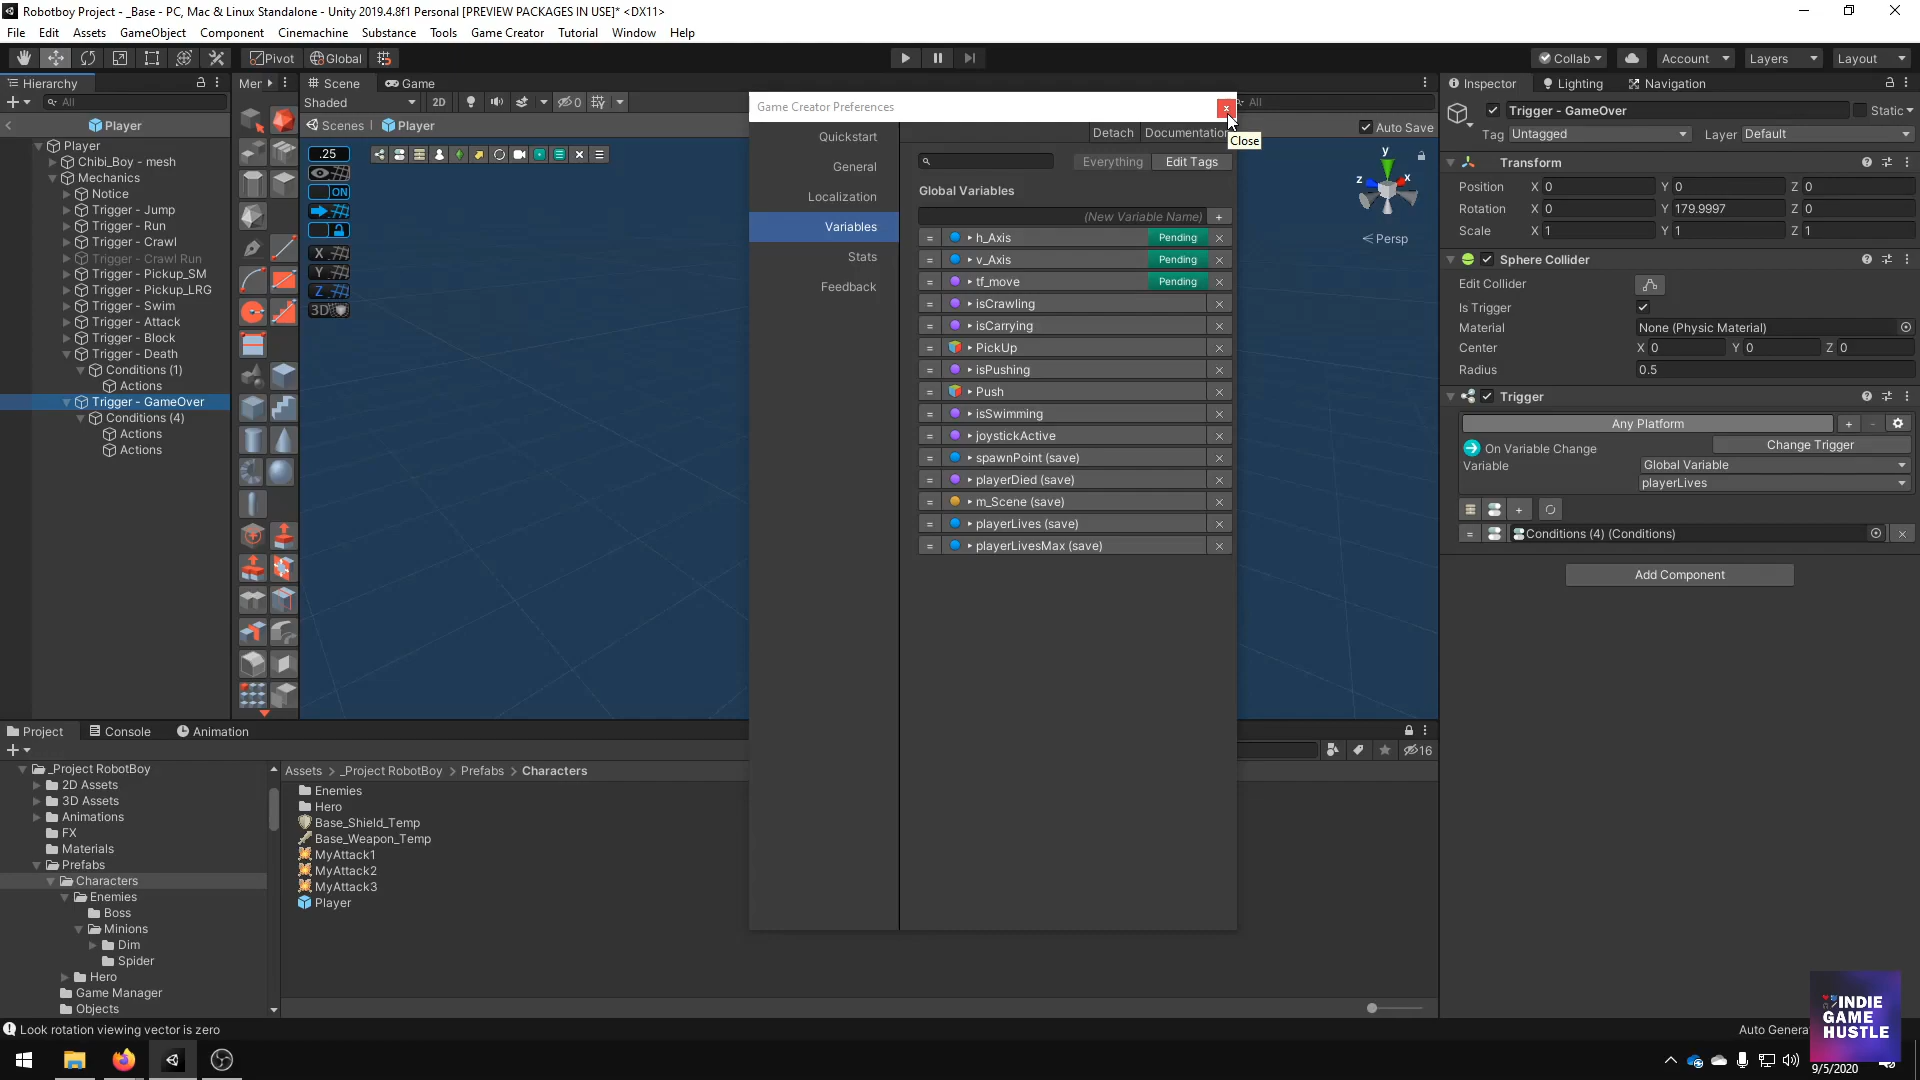 Robotboy Project - _Base - PC, Mac & Linux Standalone - Unity 2019.4.8f1 Personal [PREVIEW PACKAGES IN USE]* <DX11>
File Edit Assets GameObject Component Cinemachine Substance Tools Game Creator Tutorial Window Help
Pivot Global Collab Account Layers Layout
Hierarchy Mer Scene Game Inspector Lighting Navigation
All Shaded 2D 0 All
Player Scenes Player Auto Save
Player
Chibi_Boy - mesh
Mechanics
Notice
Trigger - Jump
Trigger - Run
Trigger - Crawl
Trigger - Crawl Run
Trigger - Pickup_SM
Trigger - Pickup_LRG
Trigger - Swim
Trigger - Attack
Trigger - Block
Trigger - Death
Conditions (1)
Actions
Trigger - GameOver
Conditions (4)
Actions
Actions
.25
ON
X
Y
Z
3D
Game Creator Preferences
Close
Quickstart
General
Localization
Variables
Stats
Feedback
Detach Documentation
Everything Edit Tags
Global Variables
(New Variable Name) +
h_Axis Pending
v_Axis Pending
tf_move Pending
isCrawling
isCarrying
PickUp
isPushing
Push
isSwimming
joystickActive
spawnPoint (save)
playerDied (save)
m_Scene (save)
playerLives (save)
playerLivesMax (save)
y
z x
Persp
Trigger - GameOver Static
Tag Untagged Layer Default
Transform
Position X 0 Y 0 Z 0
Rotation X 0 Y 179.9997 Z 0
Scale X 1 Y 1 Z 1
Sphere Collider
Edit Collider
Is Trigger
Material None (Physic Material)
Center X 0 Y 0 Z 0
Radius 0.5
Trigger
Any Platform + -
On Variable Change Change Trigger
Variable Global Variable
playerLives
Conditions (4) (Conditions)
Add Component
Project Console Animation
16
_Project RobotBoy
2D Assets
3D Assets
Animations
FX
Materials
Prefabs
Characters
Enemies
Boss
Minions
Dim
Spider
Hero
Game Manager
Objects
Assets > _Project RobotBoy > Prefabs > Characters
Enemies
Hero
Base_Shield_Temp
Base_Weapon_Temp
MyAttack1
MyAttack2
MyAttack3
Player
Look rotation viewing vector is zero
Auto Genera
INDIE
GAME
HUSTLE
9/5/2020